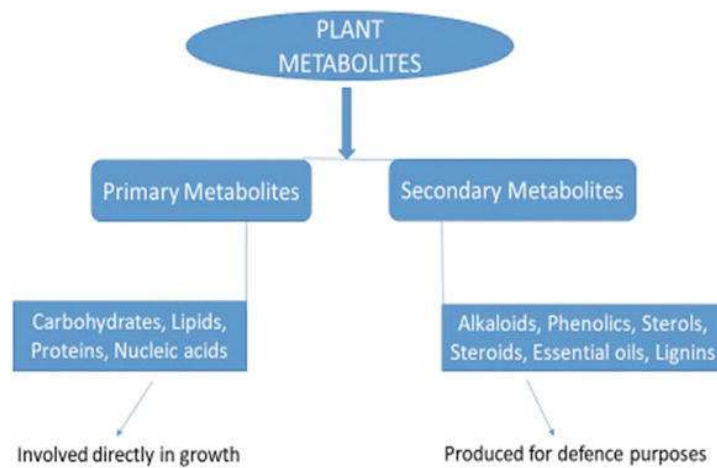 PLANT
METABOLITES
Primary Metabolites
Secondary Metabolites
Carbohydrates, Lipids,
Proteins, Nucleic acids
Alkaloids, Phenolics, Sterols,
Steroids, Essential oils, Lignins
Involved directly in growth
Produced for defence purposes